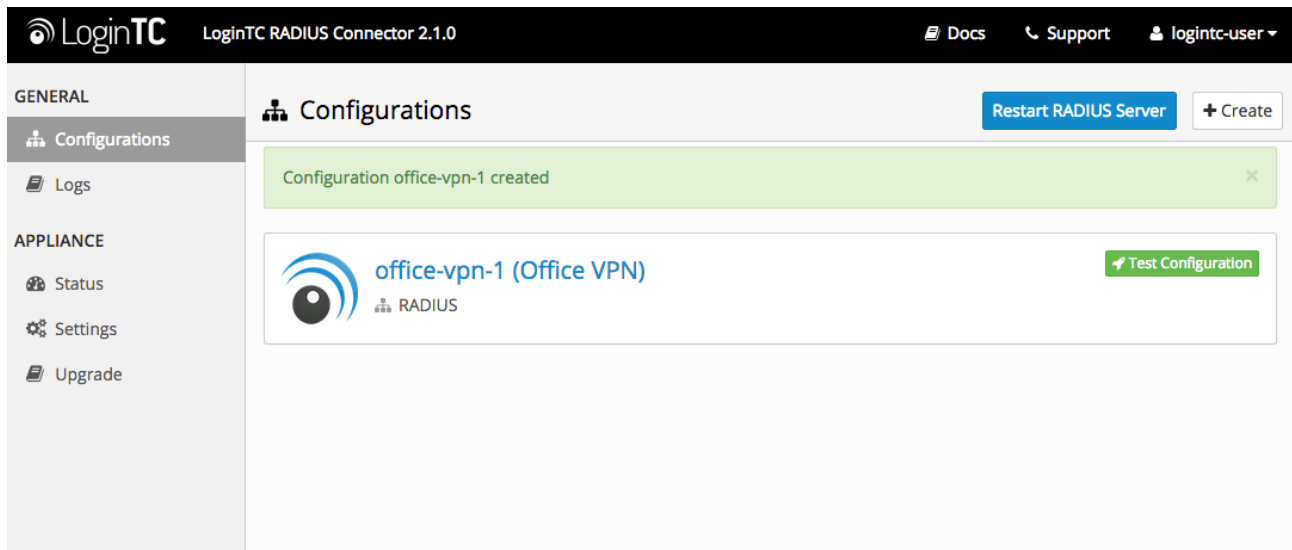 LoginTC LoginTC RADIUS Connector 2.1.0 Docs Support logintc-user
GENERAL
Configurations
Logs
APPLIANCE
Status
Settings
Upgrade
Configurations Restart RADIUS Server + Create
Configuration office-vpn-1 created ×
office-vpn-1 (Office VPN) Test Configuration
RADIUS